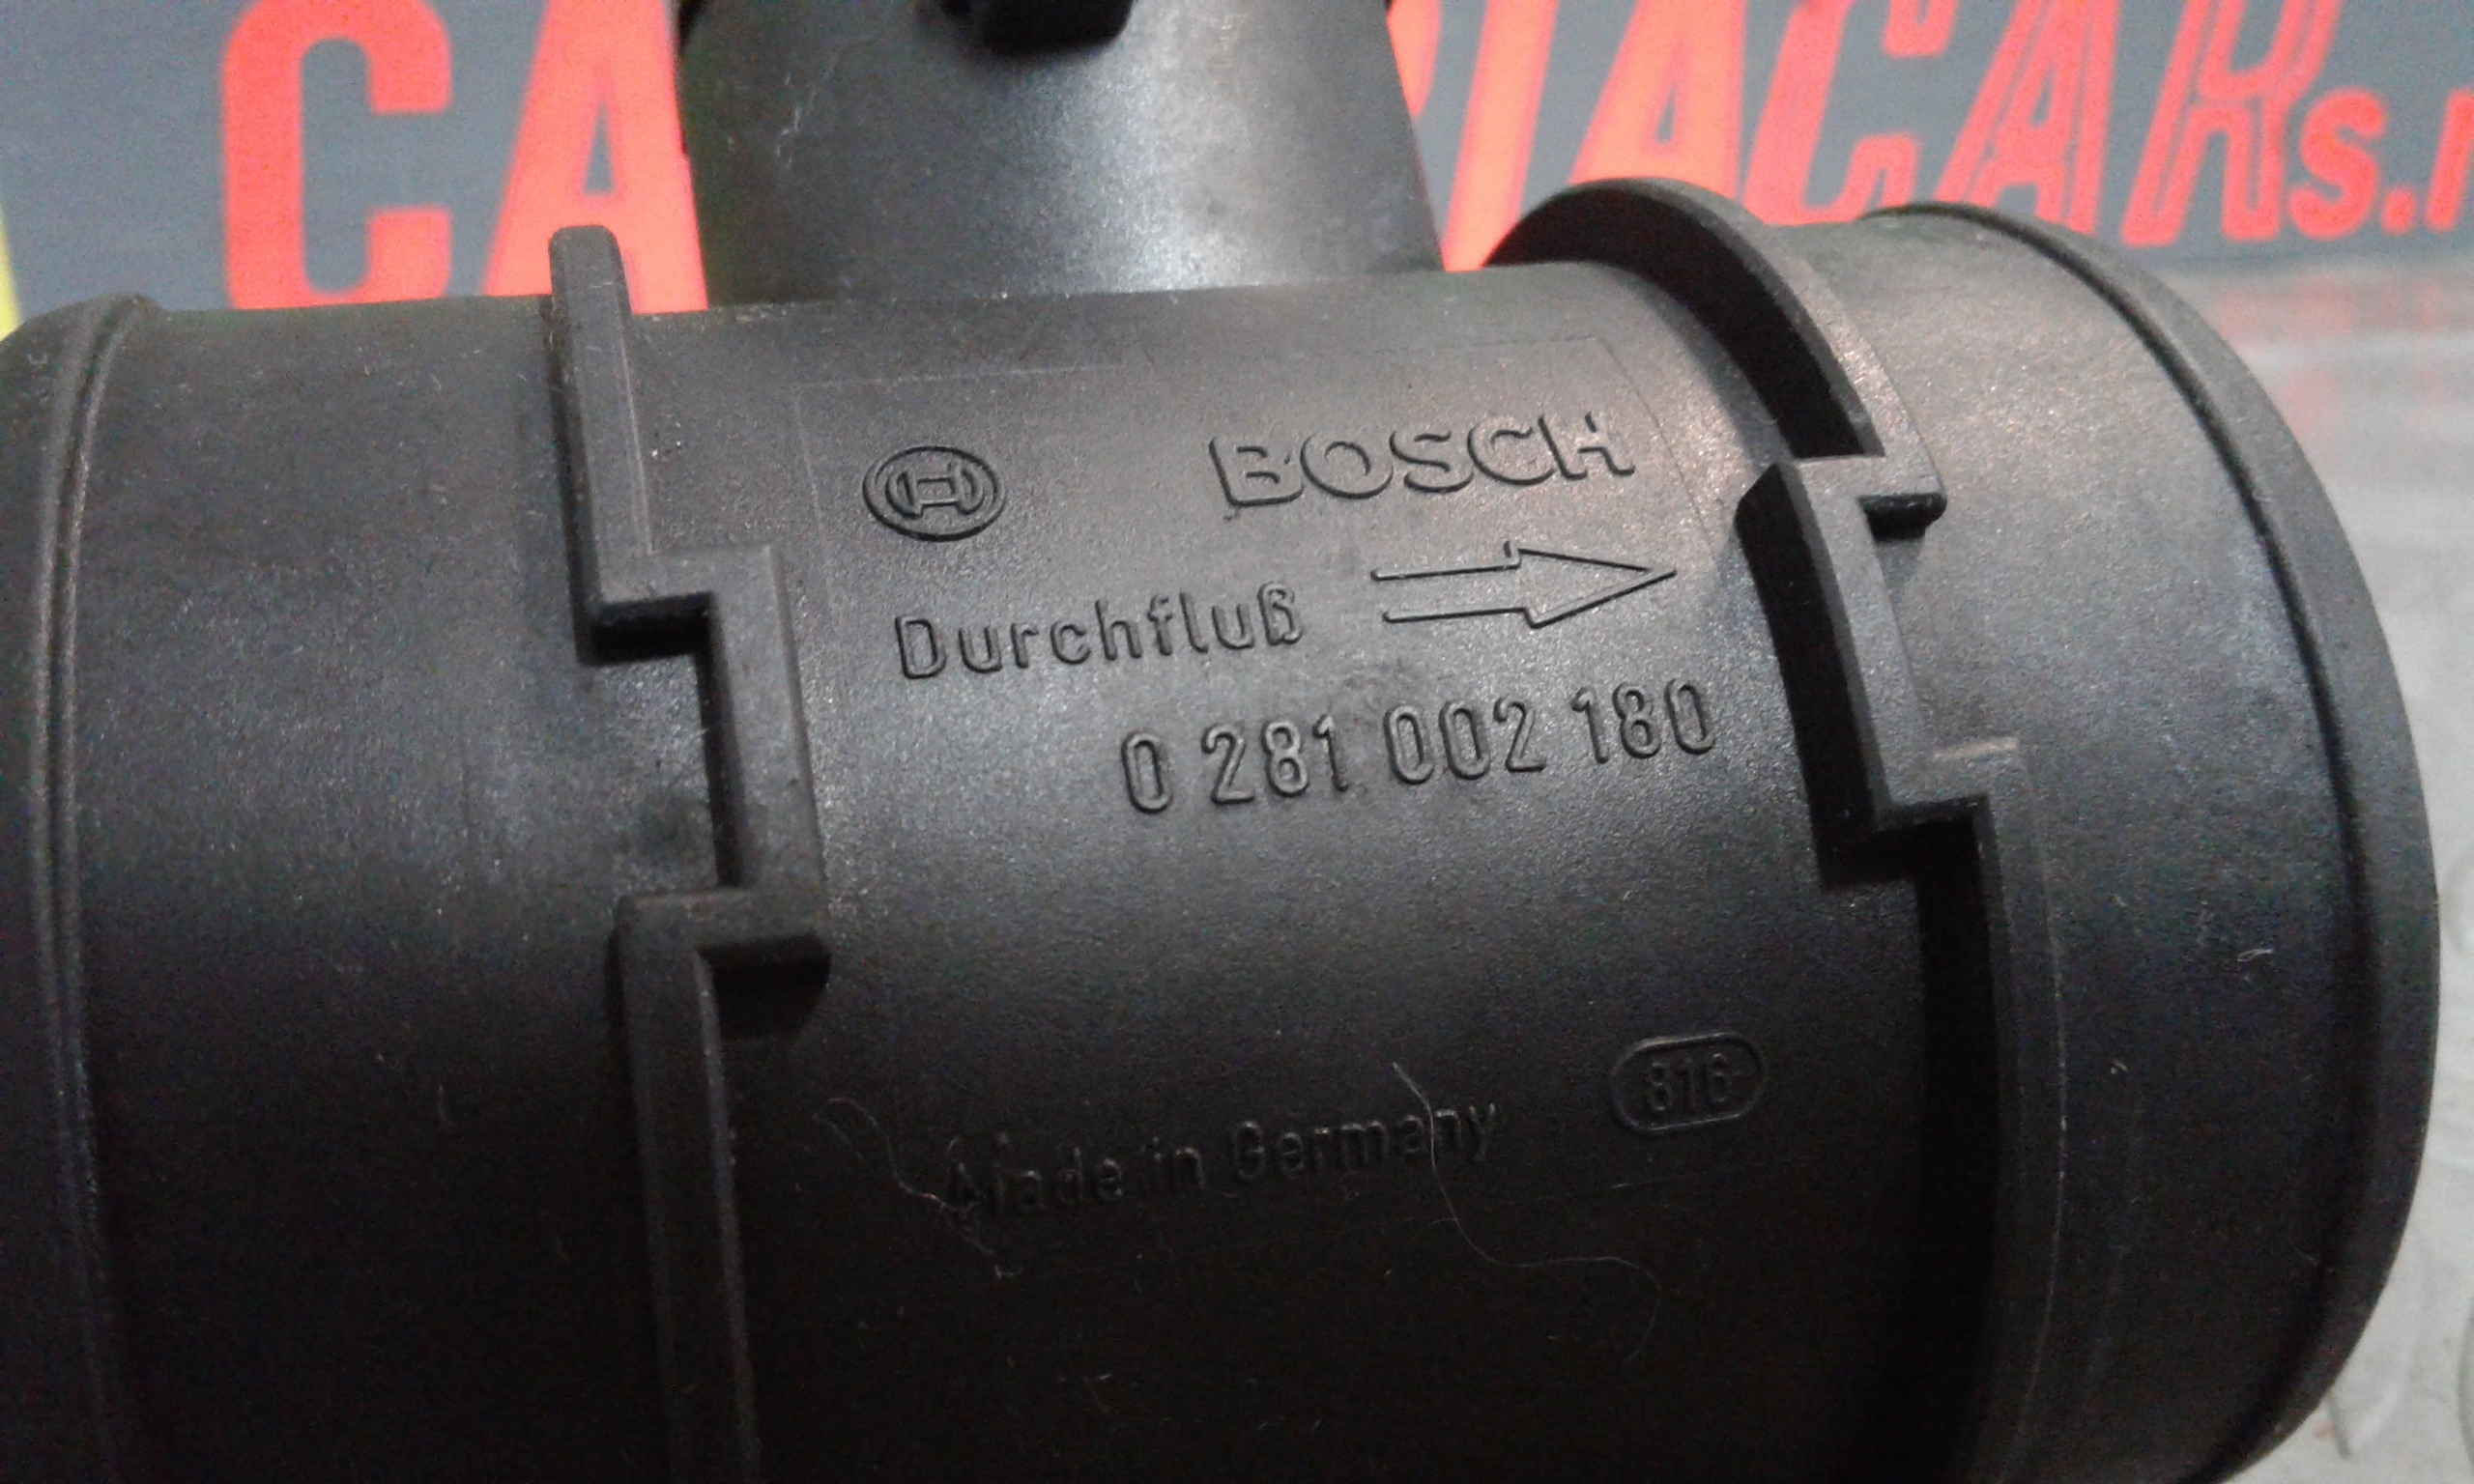 BOSCH
Durchfluß
0 281 002 180
Made in Germany
816